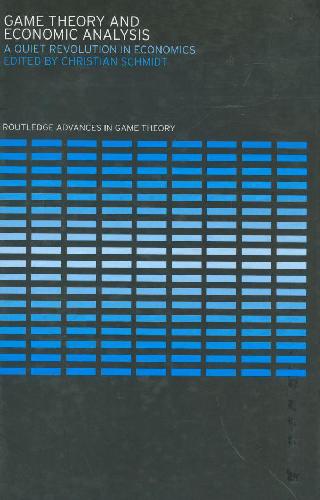 GAME THEORY AND
ECONOMIC ANALYSIS
A QUIET REVOLUTION IN ECONOMICS
EDITED BY CHRISTIAN SCHMIDT
ROUTLEDGE ADVANCES IN GAME THEORY